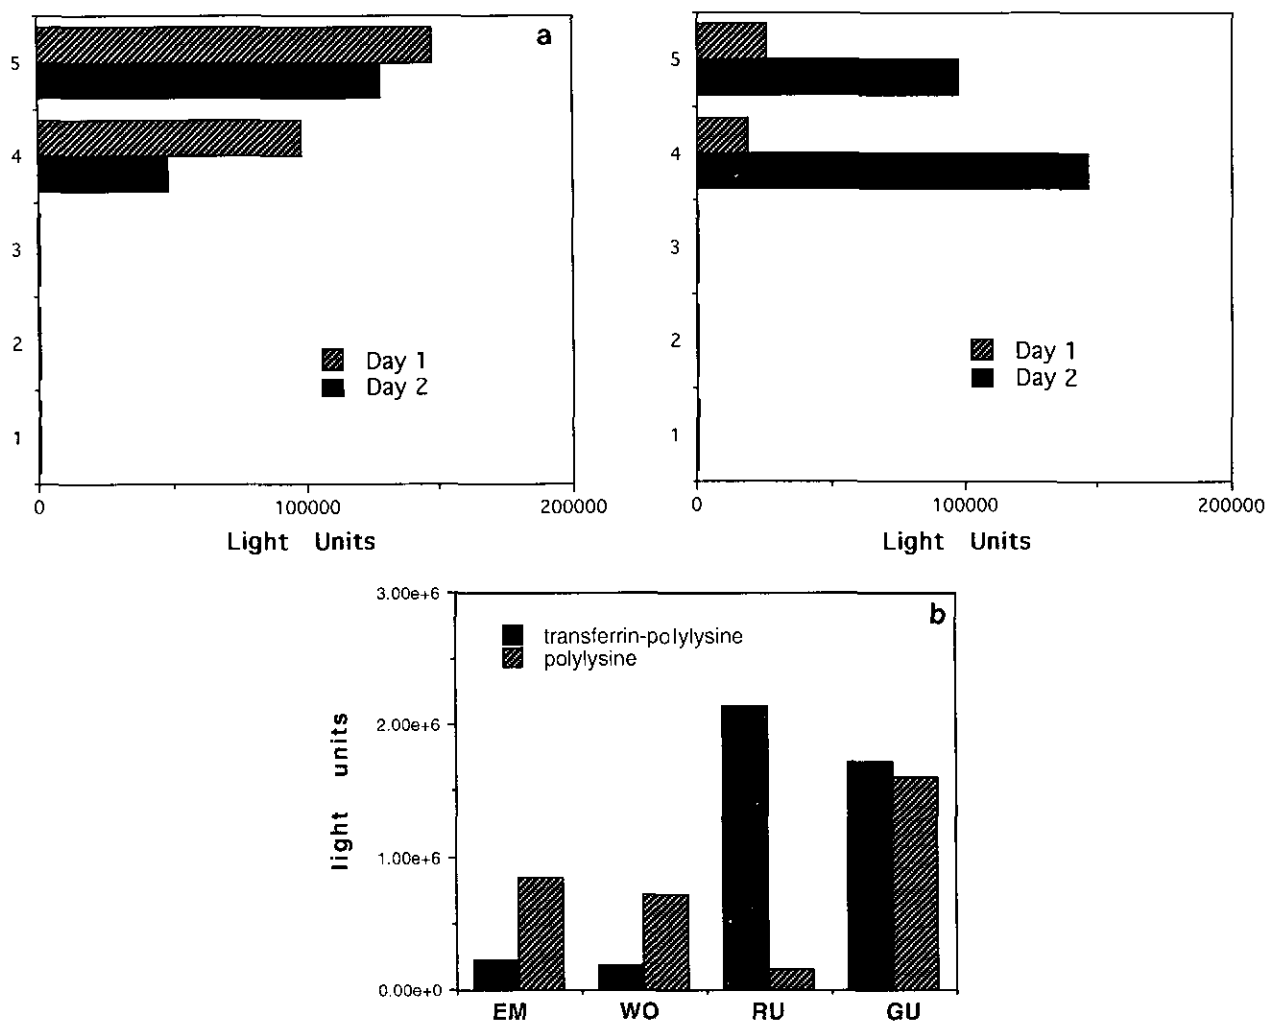 a
5
4
3
2
1
Day 1
Day 2
0 100000 200000
Light Units
5
4
3
2
1
Day 1
Day 2
0 100000 200000
Light Units
b
3.00e+6
2.00e+6
1.00e+6
0.00e+0
light units
transferrin-polylysine
polylysine
EM WO RU GU